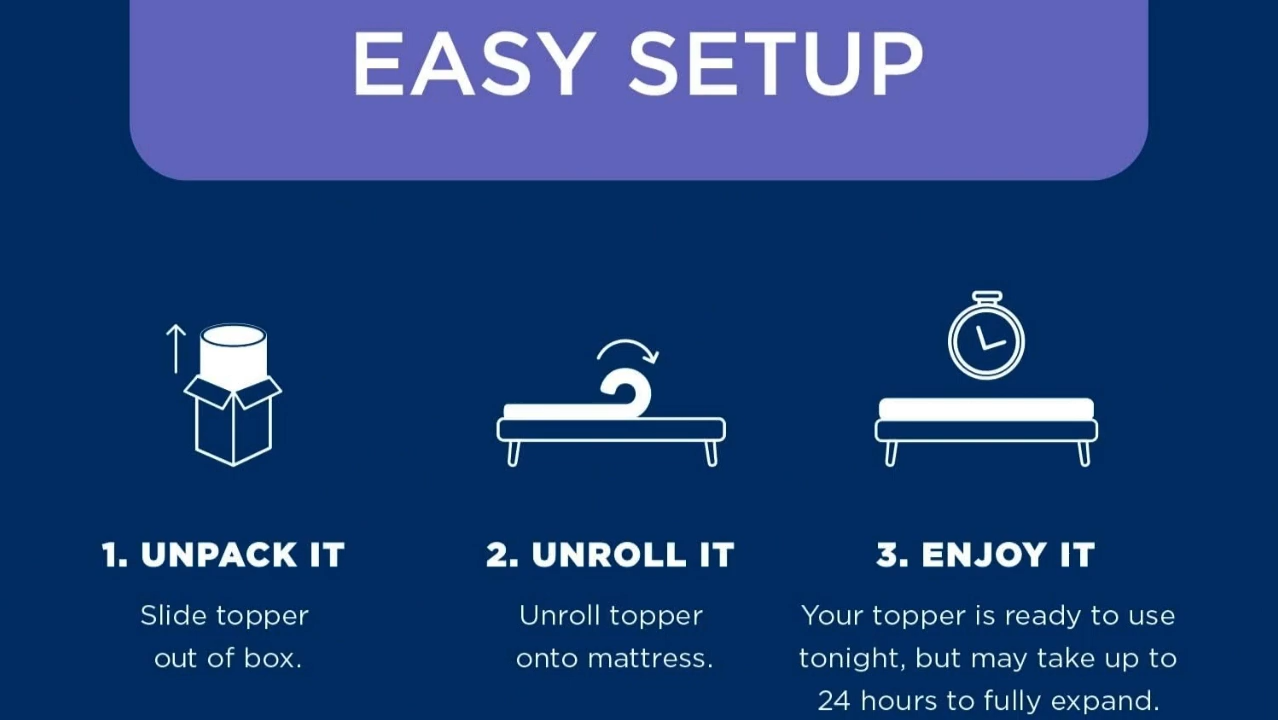 EASY SETUP
1. UNPACK IT
Slide topper
out of box.
2. UNROLL IT
Unroll topper
onto mattress.
3. ENJOY IT
Your topper is ready to use
tonight, but may take up to
24 hours to fully expand.